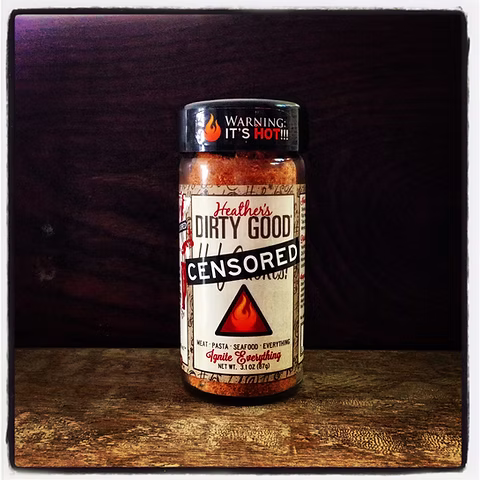 WARNING:
IT'S HOT!!!
Heather's
DIRTY GOOD
CENSORED
MEAT · PASTA · SEAFOOD · EVERYTHING
Ignite Everything
NET WT. 3.1 OZ (87g)